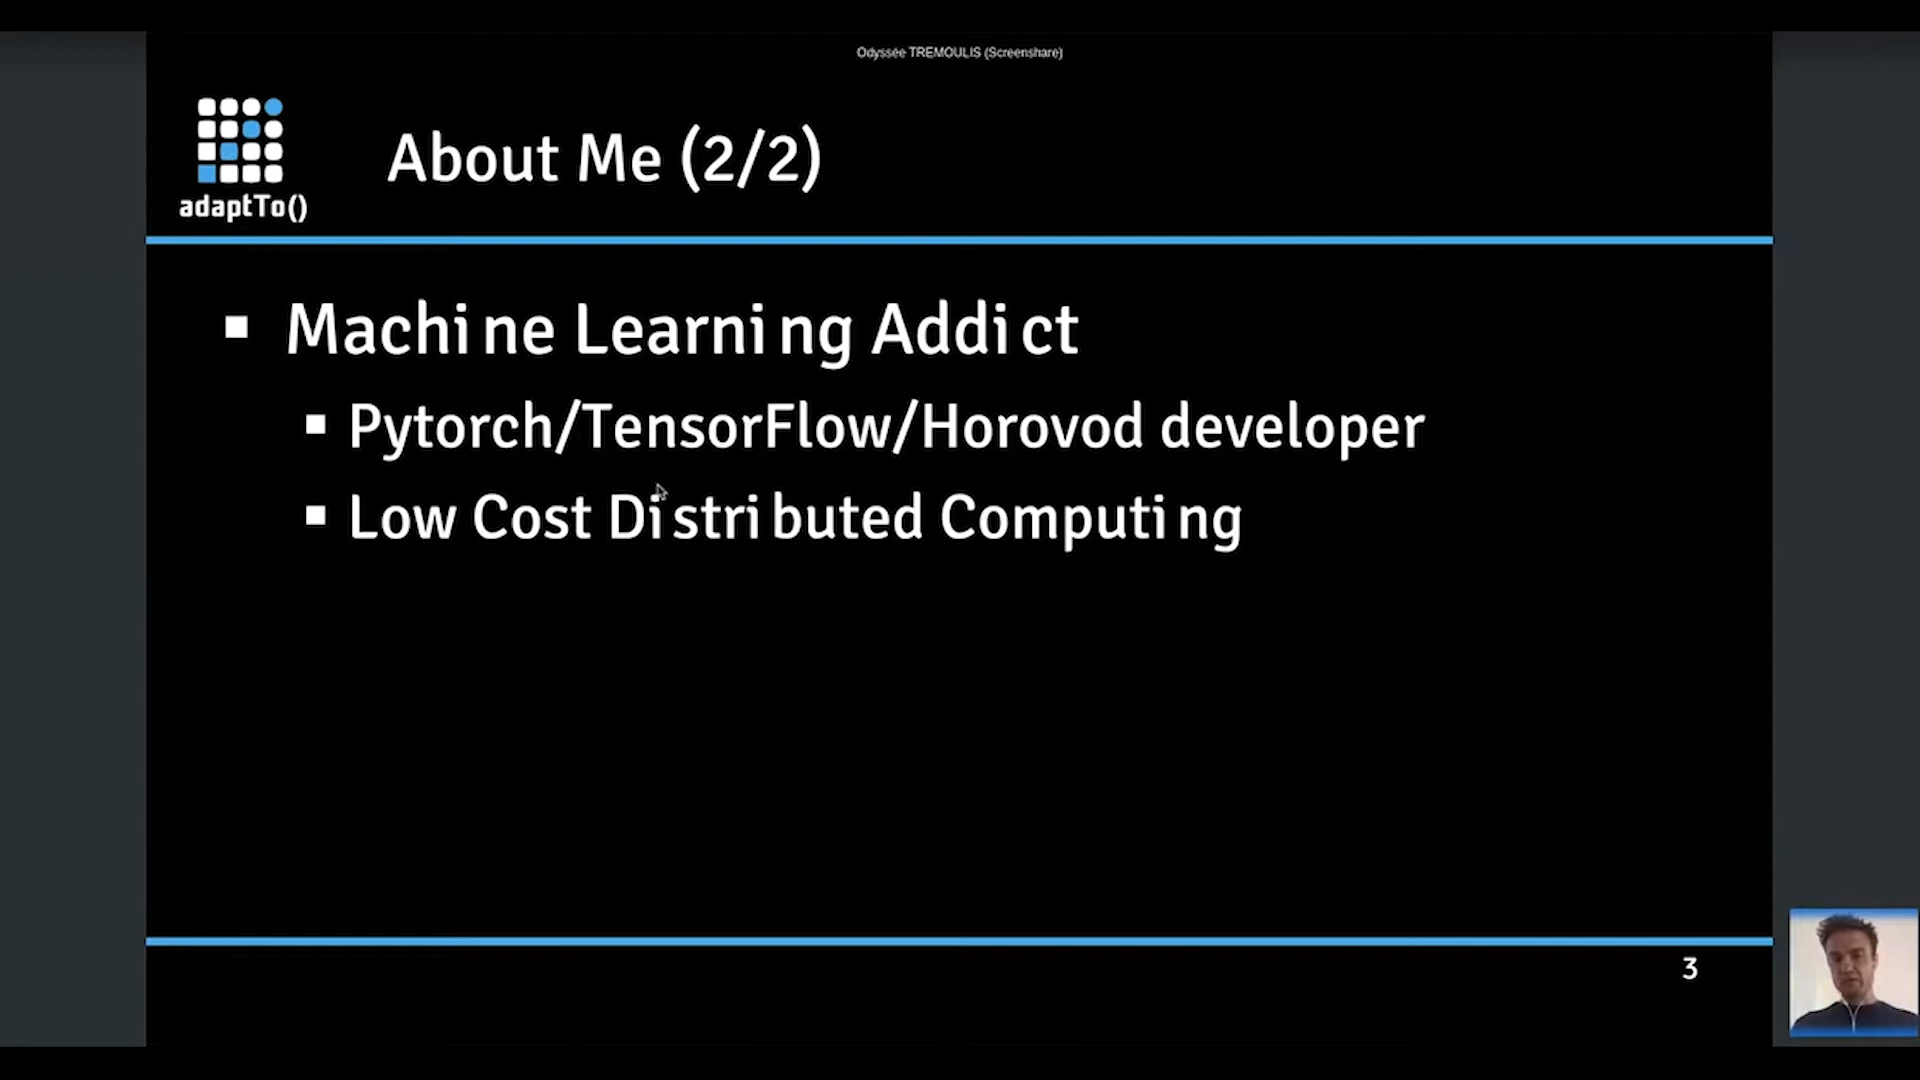 Odyssée TREMOULIS (Screenshare)
adaptTo()
About Me (2/2)
Machine Learning Addict
Pytorch/TensorFlow/Horovod developer
Low Cost Distributed Computing
3